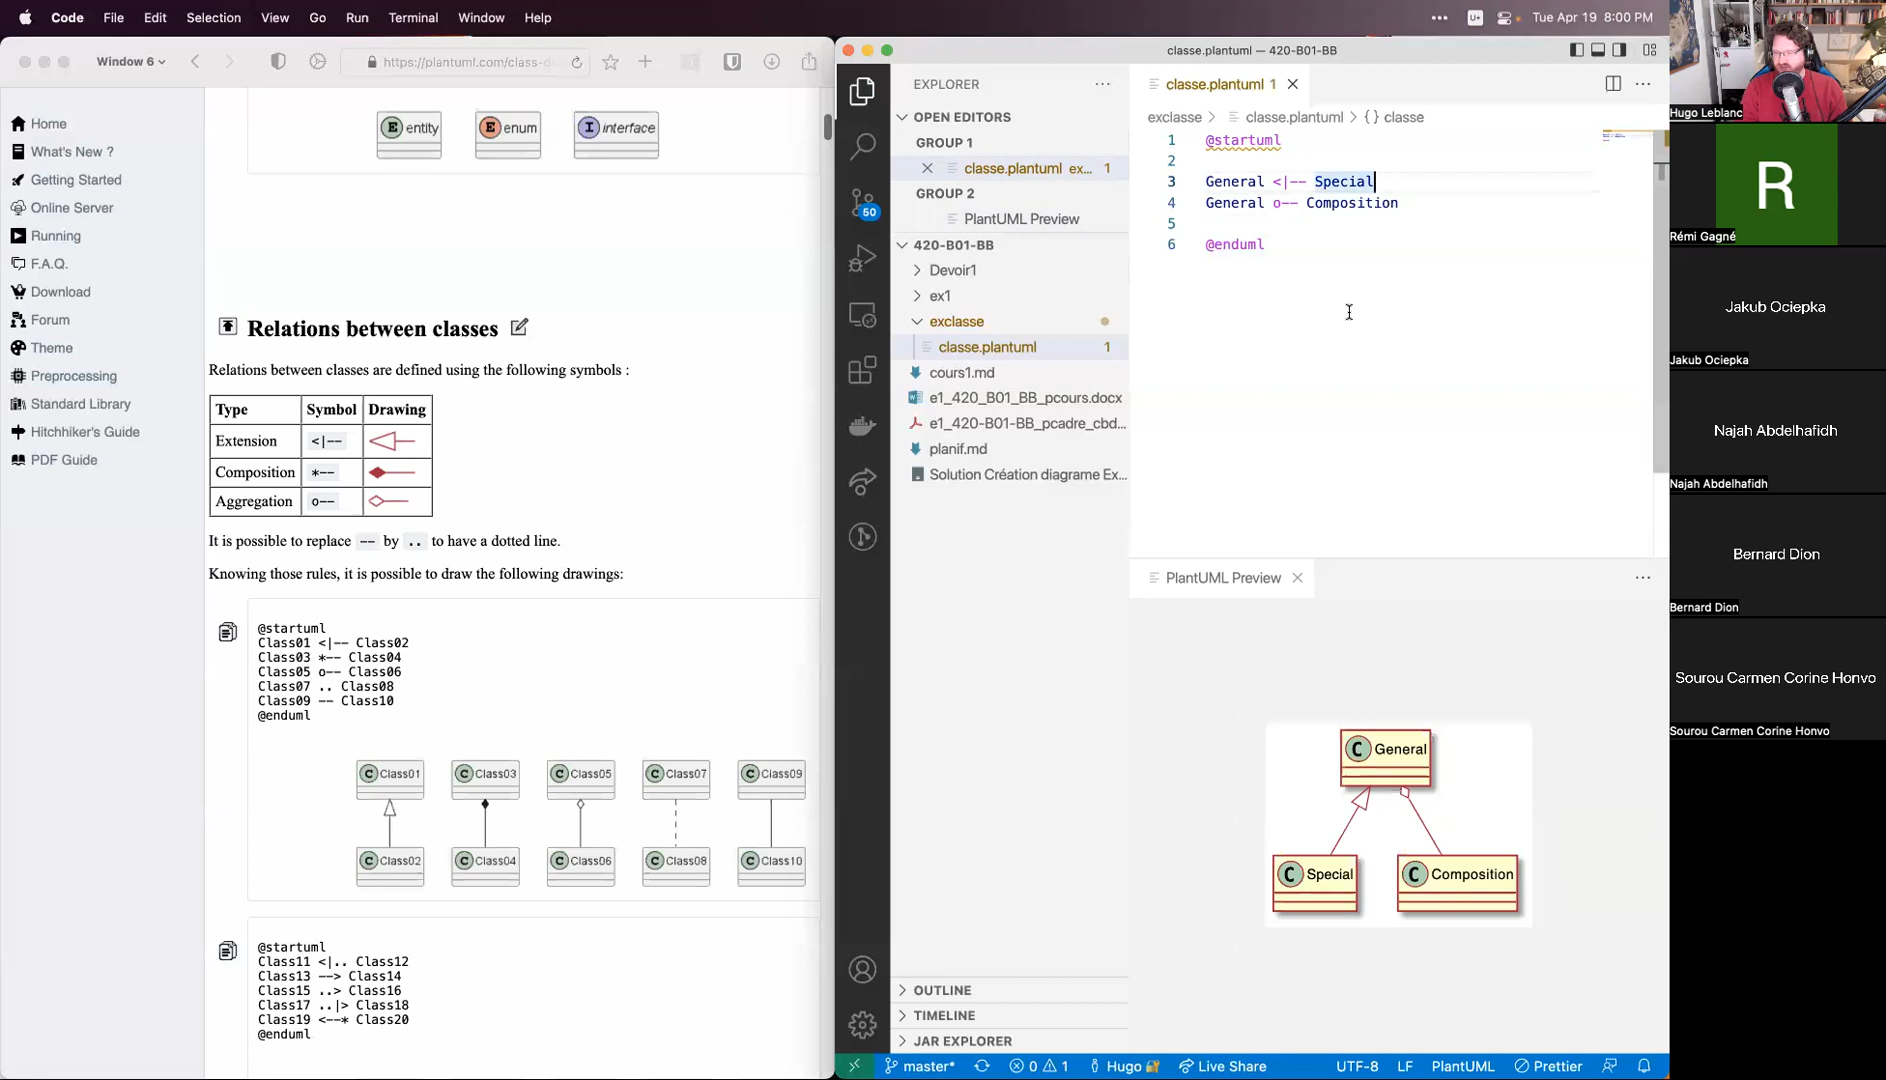 Code File Edit Selection View Go Run Terminal Window Help
Tue Apr 19 8:00 PM
Window 6
https://plantuml.com/class-d
Home
What's New ?
Getting Started
Online Server
Running
F.A.Q.
Download
Forum
Theme
Preprocessing
Standard Library
Hitchhiker's Guide
PDF Guide
E entity
E enum
I interface
Relations between classes
Relations between classes are defined using the following symbols :
Type Symbol Drawing
Extension <|--
Composition *--
Aggregation o--
It is possible to replace -- by .. to have a dotted line.
Knowing those rules, it is possible to draw the following drawings:
@startuml
Class01 <|-- Class02
Class03 *-- Class04
Class05 o-- Class06
Class07 .. Class08
Class09 -- Class10
@enduml
C Class01 C Class03 C Class05 C Class07 C Class09
C Class02 C Class04 C Class06 C Class08 C Class10
@startuml
Class11 <|.. Class12
Class13 --> Class14
Class15 ..> Class16
Class17 ..|> Class18
Class19 <--* Class20
@enduml
classe.plantuml — 420-B01-BB
EXPLORER
OPEN EDITORS
GROUP 1
classe.plantuml ex... 1
GROUP 2
PlantUML Preview
420-B01-BB
Devoir1
ex1
exclasse
classe.plantuml 1
cours1.md
e1_420_B01_BB_pcours.docx
e1_420-B01-BB_pcadre_cbd...
planif.md
Solution Création diagrame Ex...
OUTLINE
TIMELINE
JAR EXPLORER
50
classe.plantuml 1
exclasse > classe.plantuml > {} classe
1 @startuml
2
3 General <|-- Special
4 General o-- Composition
5
6 @enduml
PlantUML Preview
C General
C Special C Composition
master* 0 1 Hugo Live Share UTF-8 LF PlantUML Prettier
Hugo Leblanc
R
Rémi Gagné
Jakub Ociepka
Jakub Ociepka
Najah Abdelhafidh
Najah Abdelhafidh
Bernard Dion
Bernard Dion
Sourou Carmen Corine Honvo
Sourou Carmen Corine Honvo